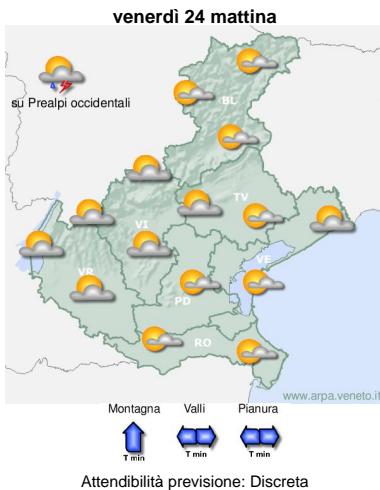 venerdì 24 mattina
su Prealpi occidentali
BL
TV
VI
VE
VR
PD
RO
www.arpa.veneto.it
Montagna Valli Pianura
T min T min T min
Attendibilità previsione: Discreta